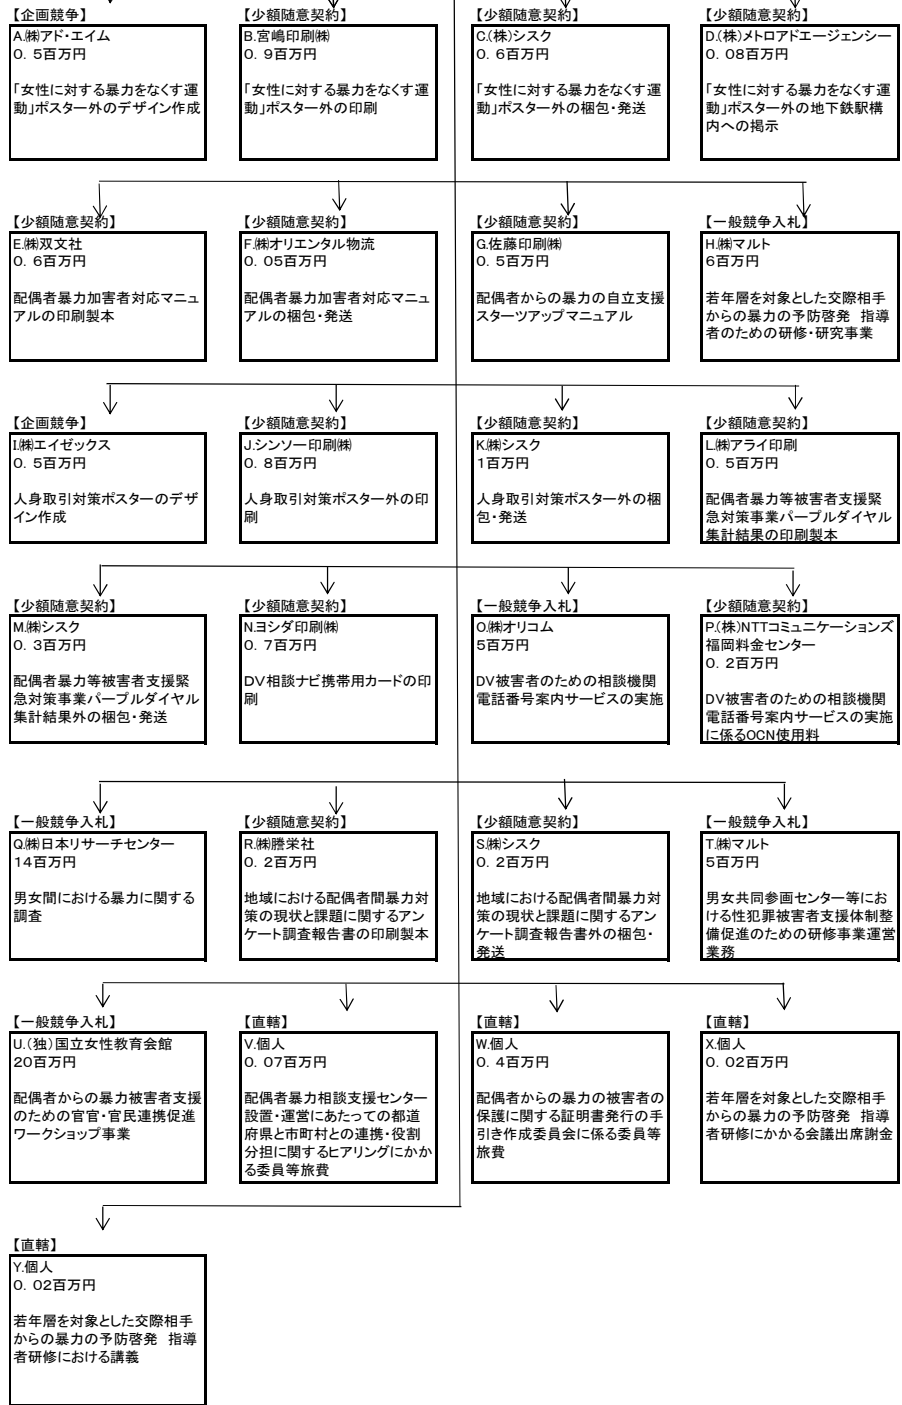 【企画競争】
A.㈱アド・エイム
０．５百万円
「女性に対する暴力をなくす運
動」ポスター外のデザイン作成
【少額随意契約】
B.宮嶋印刷㈱
０．９百万円
「女性に対する暴力をなくす運
動」ポスター外の印刷
【少額随意契約】
C.(株)シスク
０．６百万円
「女性に対する暴力をなくす運
動」ポスター外の梱包・発送
【少額随意契約】
D.(株)メトロアドエージェンシー
０．０８百万円
「女性に対する暴力をなくす運
動」ポスター外の地下鉄駅構
内への掲示
【少額随意契約】
E.㈱双文社
０．６百万円
配偶者暴力加害者対応マニュ
アルの印刷製本
【少額随意契約】
F.㈱オリエンタル物流
０．０５百万円
配偶者暴力加害者対応マニュ
アルの梱包・発送
【少額随意契約】
G.佐藤印刷㈱
０．５百万円
配偶者からの暴力の自立支援
スターツアップマニュアル
【一般競争入札】
H.㈱マルト
６百万円
若年層を対象とした交際相手
からの暴力の予防啓発　指導
者のための研修・研究事業
【企画競争】
I.㈱エイゼックス
０．５百万円
人身取引対策ポスターのデザ
イン作成
【少額随意契約】
J.シンソー印刷㈱
０．８百万円
人身取引対策ポスター外の印
刷
【少額随意契約】
K.㈱シスク
１百万円
人身取引対策ポスター外の梱
包・発送
【少額随意契約】
L.㈱アライ印刷
０．５百万円
配偶者暴力等被害者支援緊
急対策事業パープルダイヤル
集計結果の印刷製本
【少額随意契約】
M.㈱シスク
０．３百万円
配偶者暴力等被害者支援緊
急対策事業パープルダイヤル
集計結果外の梱包・発送
【少額随意契約】
N.ヨシダ印刷㈱
０．７百万円
DV相談ナビ携帯用カードの印
刷
【一般競争入札】
O.㈱オリコム
５百万円
DV被害者のための相談機関
電話番号案内サービスの実施
【少額随意契約】
P.(株)NTTコミュニケーションズ
福岡料金センター
０．２百万円
DV被害者のための相談機関
電話番号案内サービスの実施
に係るOCN使用料
【一般競争入札】
Q.㈱日本リサーチセンター
１４百万円
男女間における暴力に関する
調査
【少額随意契約】
R.㈱謄栄社
０．２百万円
地域における配偶者間暴力対
策の現状と課題に関するアン
ケート調査報告書の印刷製本
【少額随意契約】
S.㈱シスク
０．２百万円
地域における配偶者間暴力対
策の現状と課題に関するアン
ケート調査報告書外の梱包・
発送
【一般競争入札】
T.㈱マルト
５百万円
男女共同参画センター等にお
ける性犯罪被害者支援体制整
備促進のための研修事業運営
業務
【一般競争入札】
U.(独)国立女性教育会館
２０百万円
配偶者からの暴力被害者支援
のための官官・官民連携促進
ワークショップ事業
【直轄】
V.個人
０．０７百万円
配偶者暴力相談支援センター
設置・運営にあたっての都道
府県と市町村との連携・役割
分担に関するヒアリングにかか
る委員等旅費
【直轄】
W.個人
０．４百万円
配偶者からの暴力の被害者の
保護に関する証明書発行の手
引き作成委員会に係る委員等
旅費
【直轄】
X.個人
０．０２百万円
若年層を対象とした交際相手
からの暴力の予防啓発　指導
者研修にかかる会議出席謝金
【直轄】
Y.個人
０．０２百万円
若年層を対象とした交際相手
からの暴力の予防啓発　指導
者研修における講義